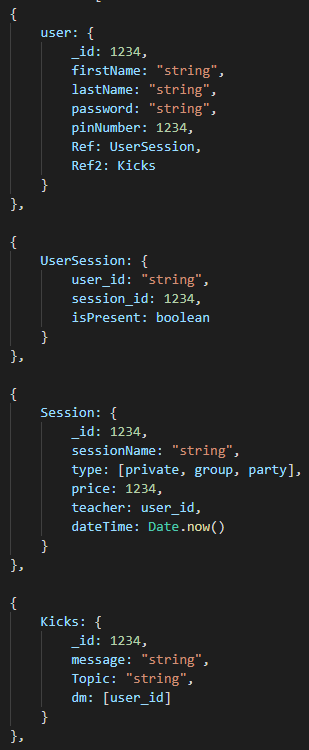 {
user: {
_id: 1234,
firstName: "string",
lastName: "string",
password: "string",
pinNumber: 1234,
Ref: UserSession,
Ref2: Kicks
}
},
{
UserSession: {
user_id: "string",
session_id: 1234,
isPresent: boolean
}
},
{
Session: {
_id: 1234,
sessionName: "string",
type: [private, group, party],
price: 1234,
teacher: user_id,
dateTime: Date.now()
}
},
{
Kicks: {
_id: 1234,
message: "string",
Topic: "string",
dm: [user_id]
}
},